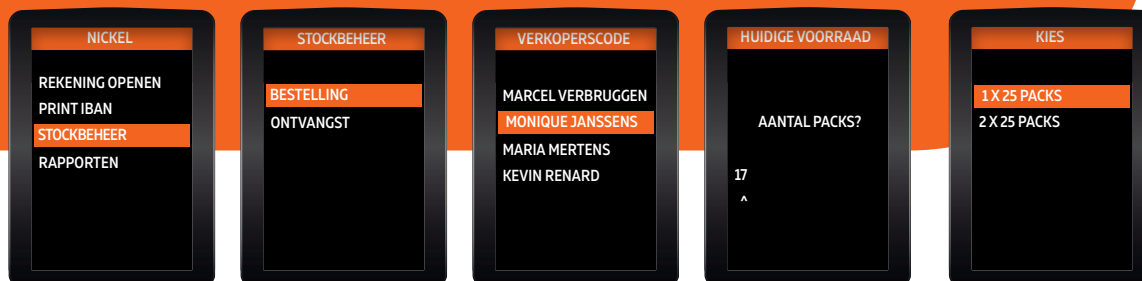 NICKEL
REKENING OPENEN
PRINT IBAN
STOCKBEHEER
RAPPORTEN
STOCKBEHEER
BESTELLING
ONTVANGST
VERKOPERSCODE
MARCEL VERBRUGGEN
MONIQUE JANSSENS
MARIA MERTENS
KEVIN RENARD
HUIDIGE VOORRAAD
AANTAL PACKS?
17
^
KIES
1 X 25 PACKS
2 X 25 PACKS